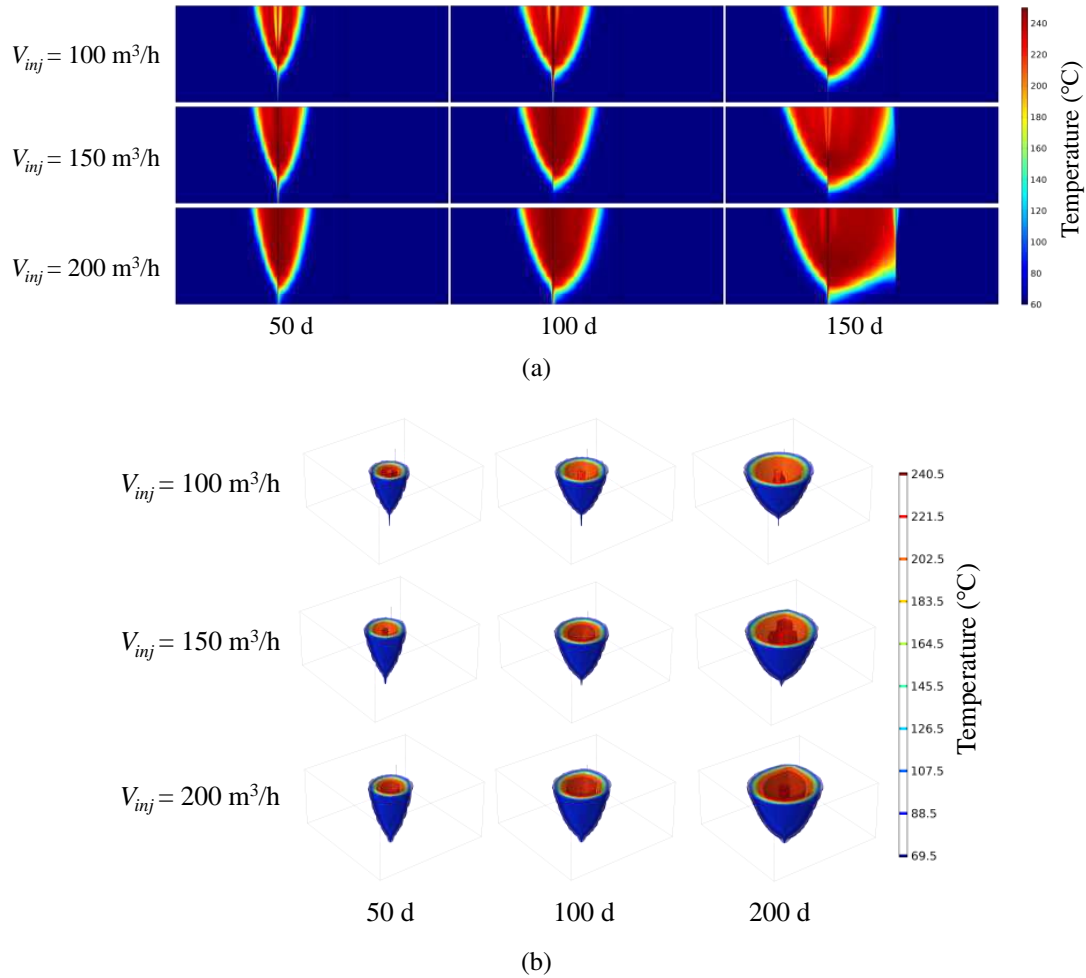 V_inj = 100 m³/h
V_inj = 150 m³/h
V_inj = 200 m³/h
240
220
200
180
160
140
120
100
80
60
Temperature (°C)
50 d 100 d 150 d
(a)
V_inj = 100 m³/h
V_inj = 150 m³/h
V_inj = 200 m³/h
240.5
221.5
202.5
183.5
164.5
145.5
126.5
107.5
88.5
69.5
Temperature (°C)
50 d 100 d 200 d
(b)